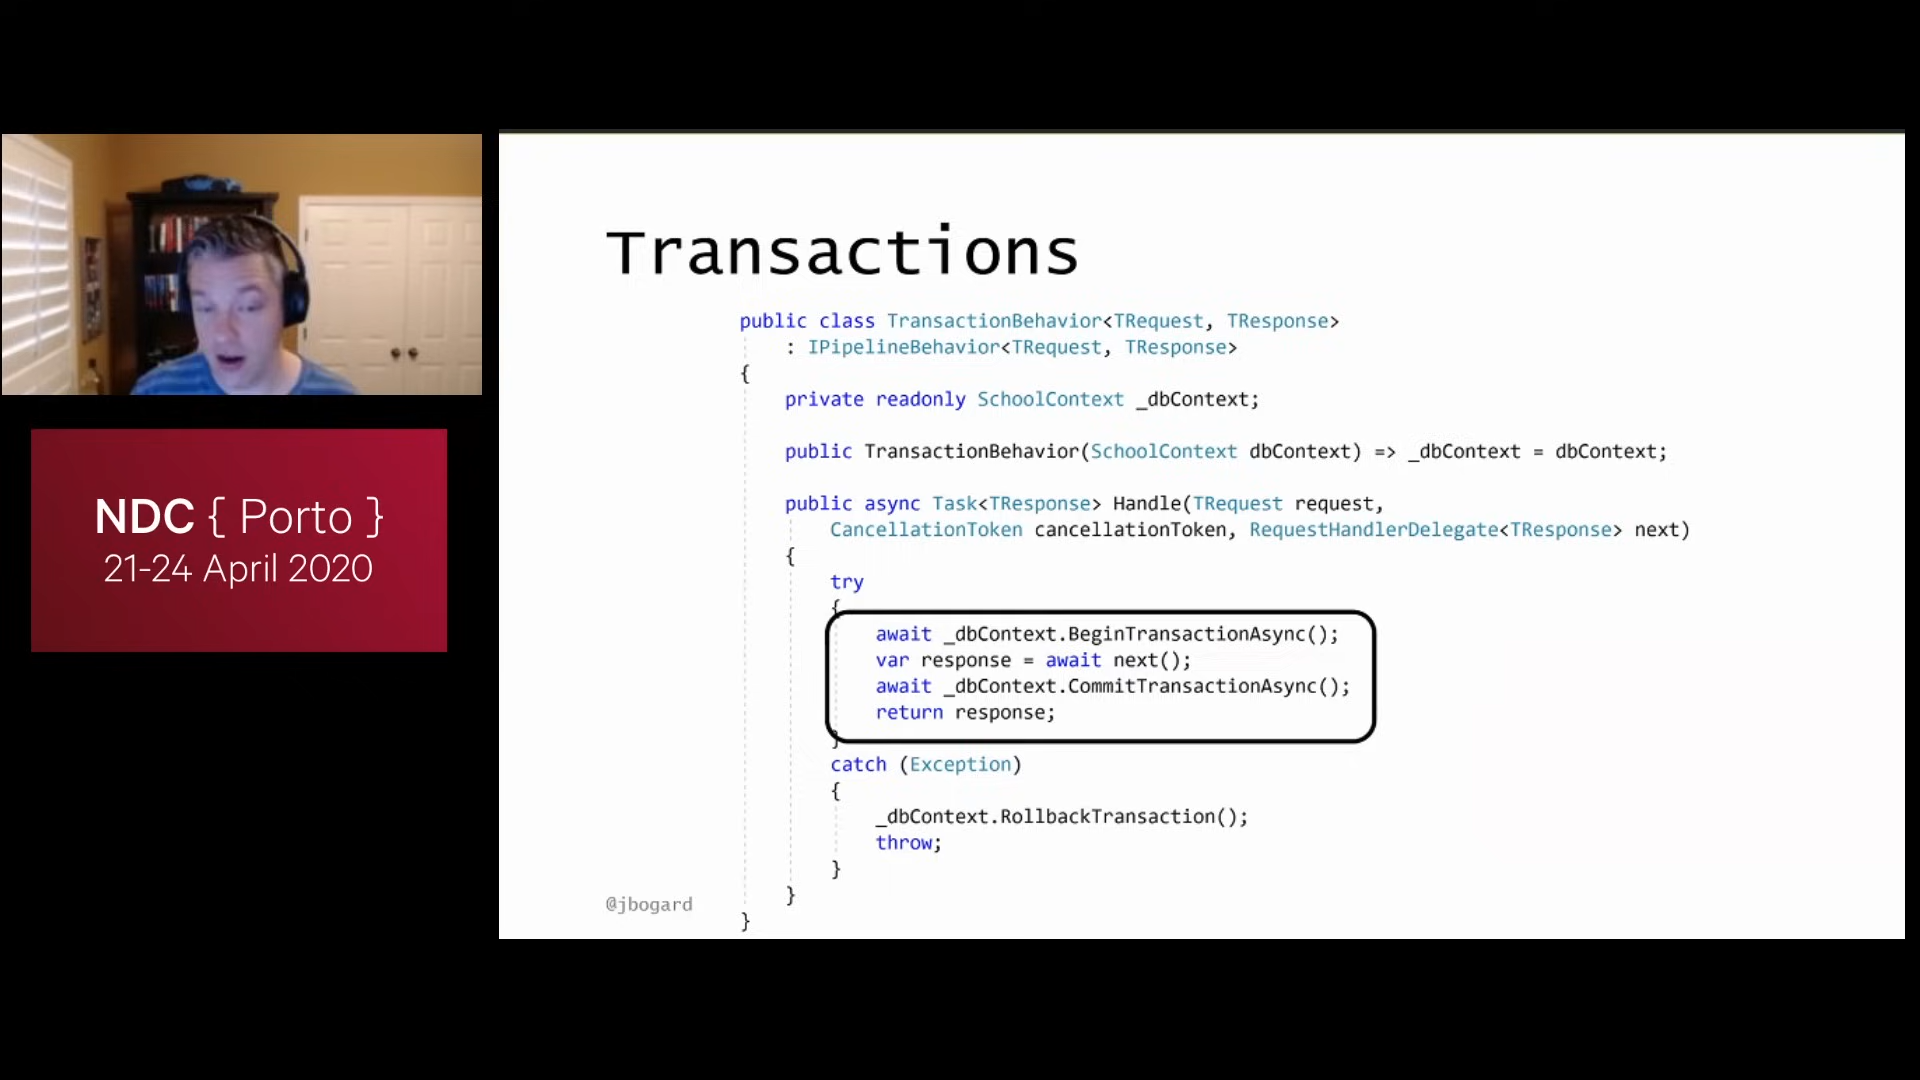 NDC { Porto }
21-24 April 2020
Transactions
public class TransactionBehavior<TRequest, TResponse>
: IPipelineBehavior<TRequest, TResponse>
{
private readonly SchoolContext _dbContext;
public TransactionBehavior(SchoolContext dbContext) => _dbContext = dbContext;
public async Task<TResponse> Handle(TRequest request,
CancellationToken cancellationToken, RequestHandlerDelegate<TResponse> next)
{
try
{
await _dbContext.BeginTransactionAsync();
var response = await next();
await _dbContext.CommitTransactionAsync();
return response;
}
catch (Exception)
{
_dbContext.RollbackTransaction();
throw;
}
}
}
@jbogard